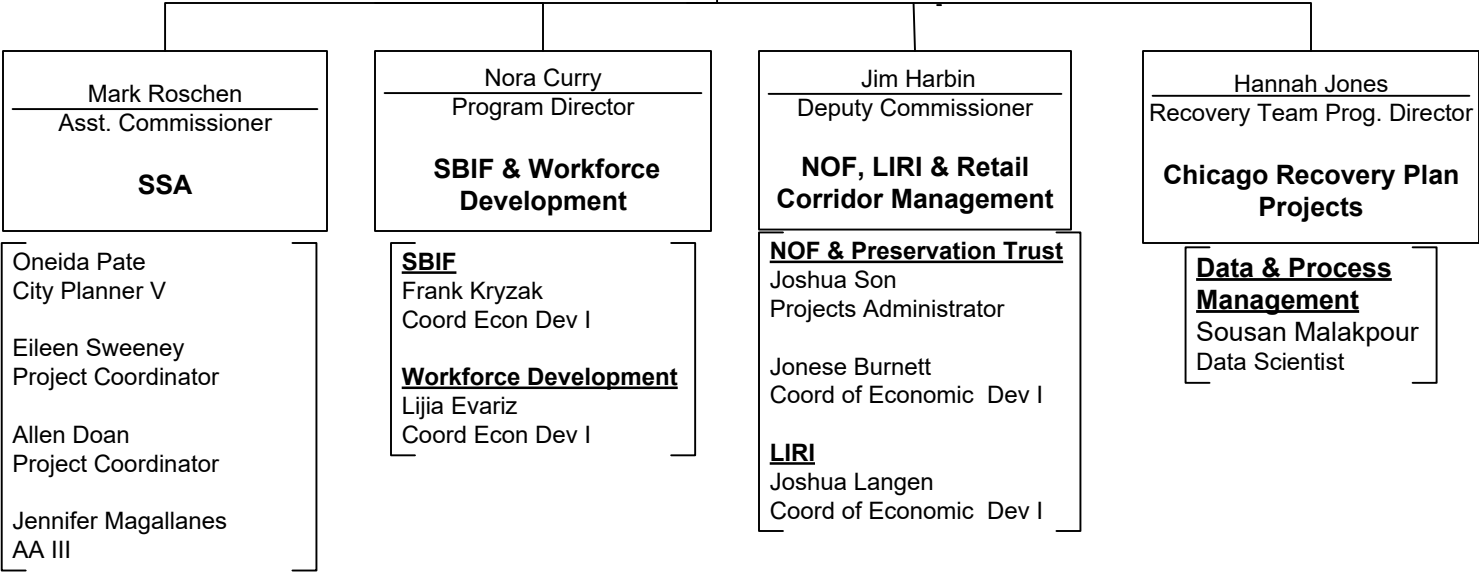 Mark Roschen
Asst. Commissioner
SSA
Oneida Pate
City Planner V
Eileen Sweeney
Project Coordinator
Allen Doan
Project Coordinator
Jennifer Magallanes
AA III
Nora Curry
Program Director
SBIF & Workforce
Development
SBIF
Frank Kryzak
Coord Econ Dev I
Workforce Development
Lijia Evariz
Coord Econ Dev I
Jim Harbin
Deputy Commissioner
NOF, LIRI & Retail
Corridor Management
NOF & Preservation Trust
Joshua Son
Projects Administrator
Jonese Burnett
Coord of Economic  Dev I
LIRI
Joshua Langen
Coord of Economic  Dev I
Hannah Jones
Recovery Team Prog. Director
Chicago Recovery Plan
Projects
Data & Process
Management
Sousan Malakpour
Data Scientist